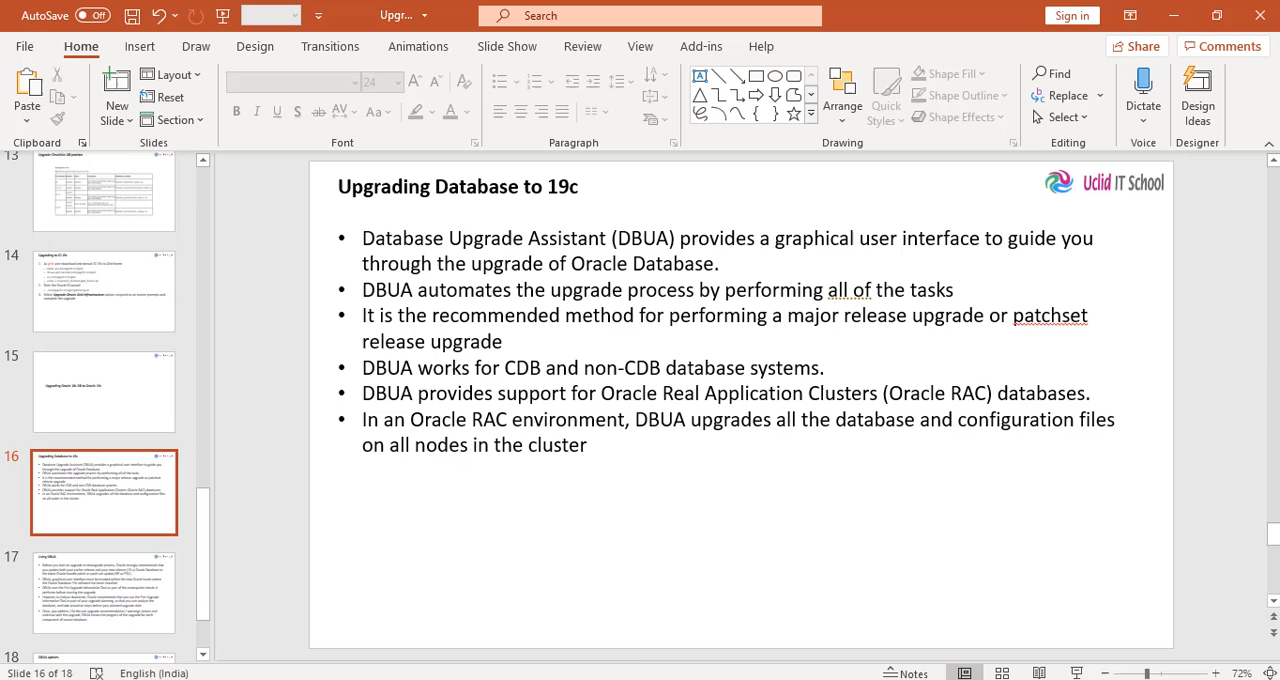 AutoSave Off Upgr... Search Sign in
File Home Insert Draw Design Transitions Animations Slide Show Review View Add-ins Help Share Comments
Paste New Slide Layout Reset Section 24 Arrange Quick Styles Shape Fill Shape Outline Shape Effects Find Replace Select Dictate Design Ideas
Clipboard Slides Font Paragraph Drawing Editing Voice Designer
13
14
15
16
17
18
Upgrading Database to 19c
Uclid IT School
• Database Upgrade Assistant (DBUA) provides a graphical user interface to guide you
through the upgrade of Oracle Database.
• DBUA automates the upgrade process by performing all of the tasks
• It is the recommended method for performing a major release upgrade or patchset
release upgrade
• DBUA works for CDB and non-CDB database systems.
• DBUA provides support for Oracle Real Application Clusters (Oracle RAC) databases.
• In an Oracle RAC environment, DBUA upgrades all the database and configuration files
on all nodes in the cluster
Slide 16 of 18 English (India) Notes 72%